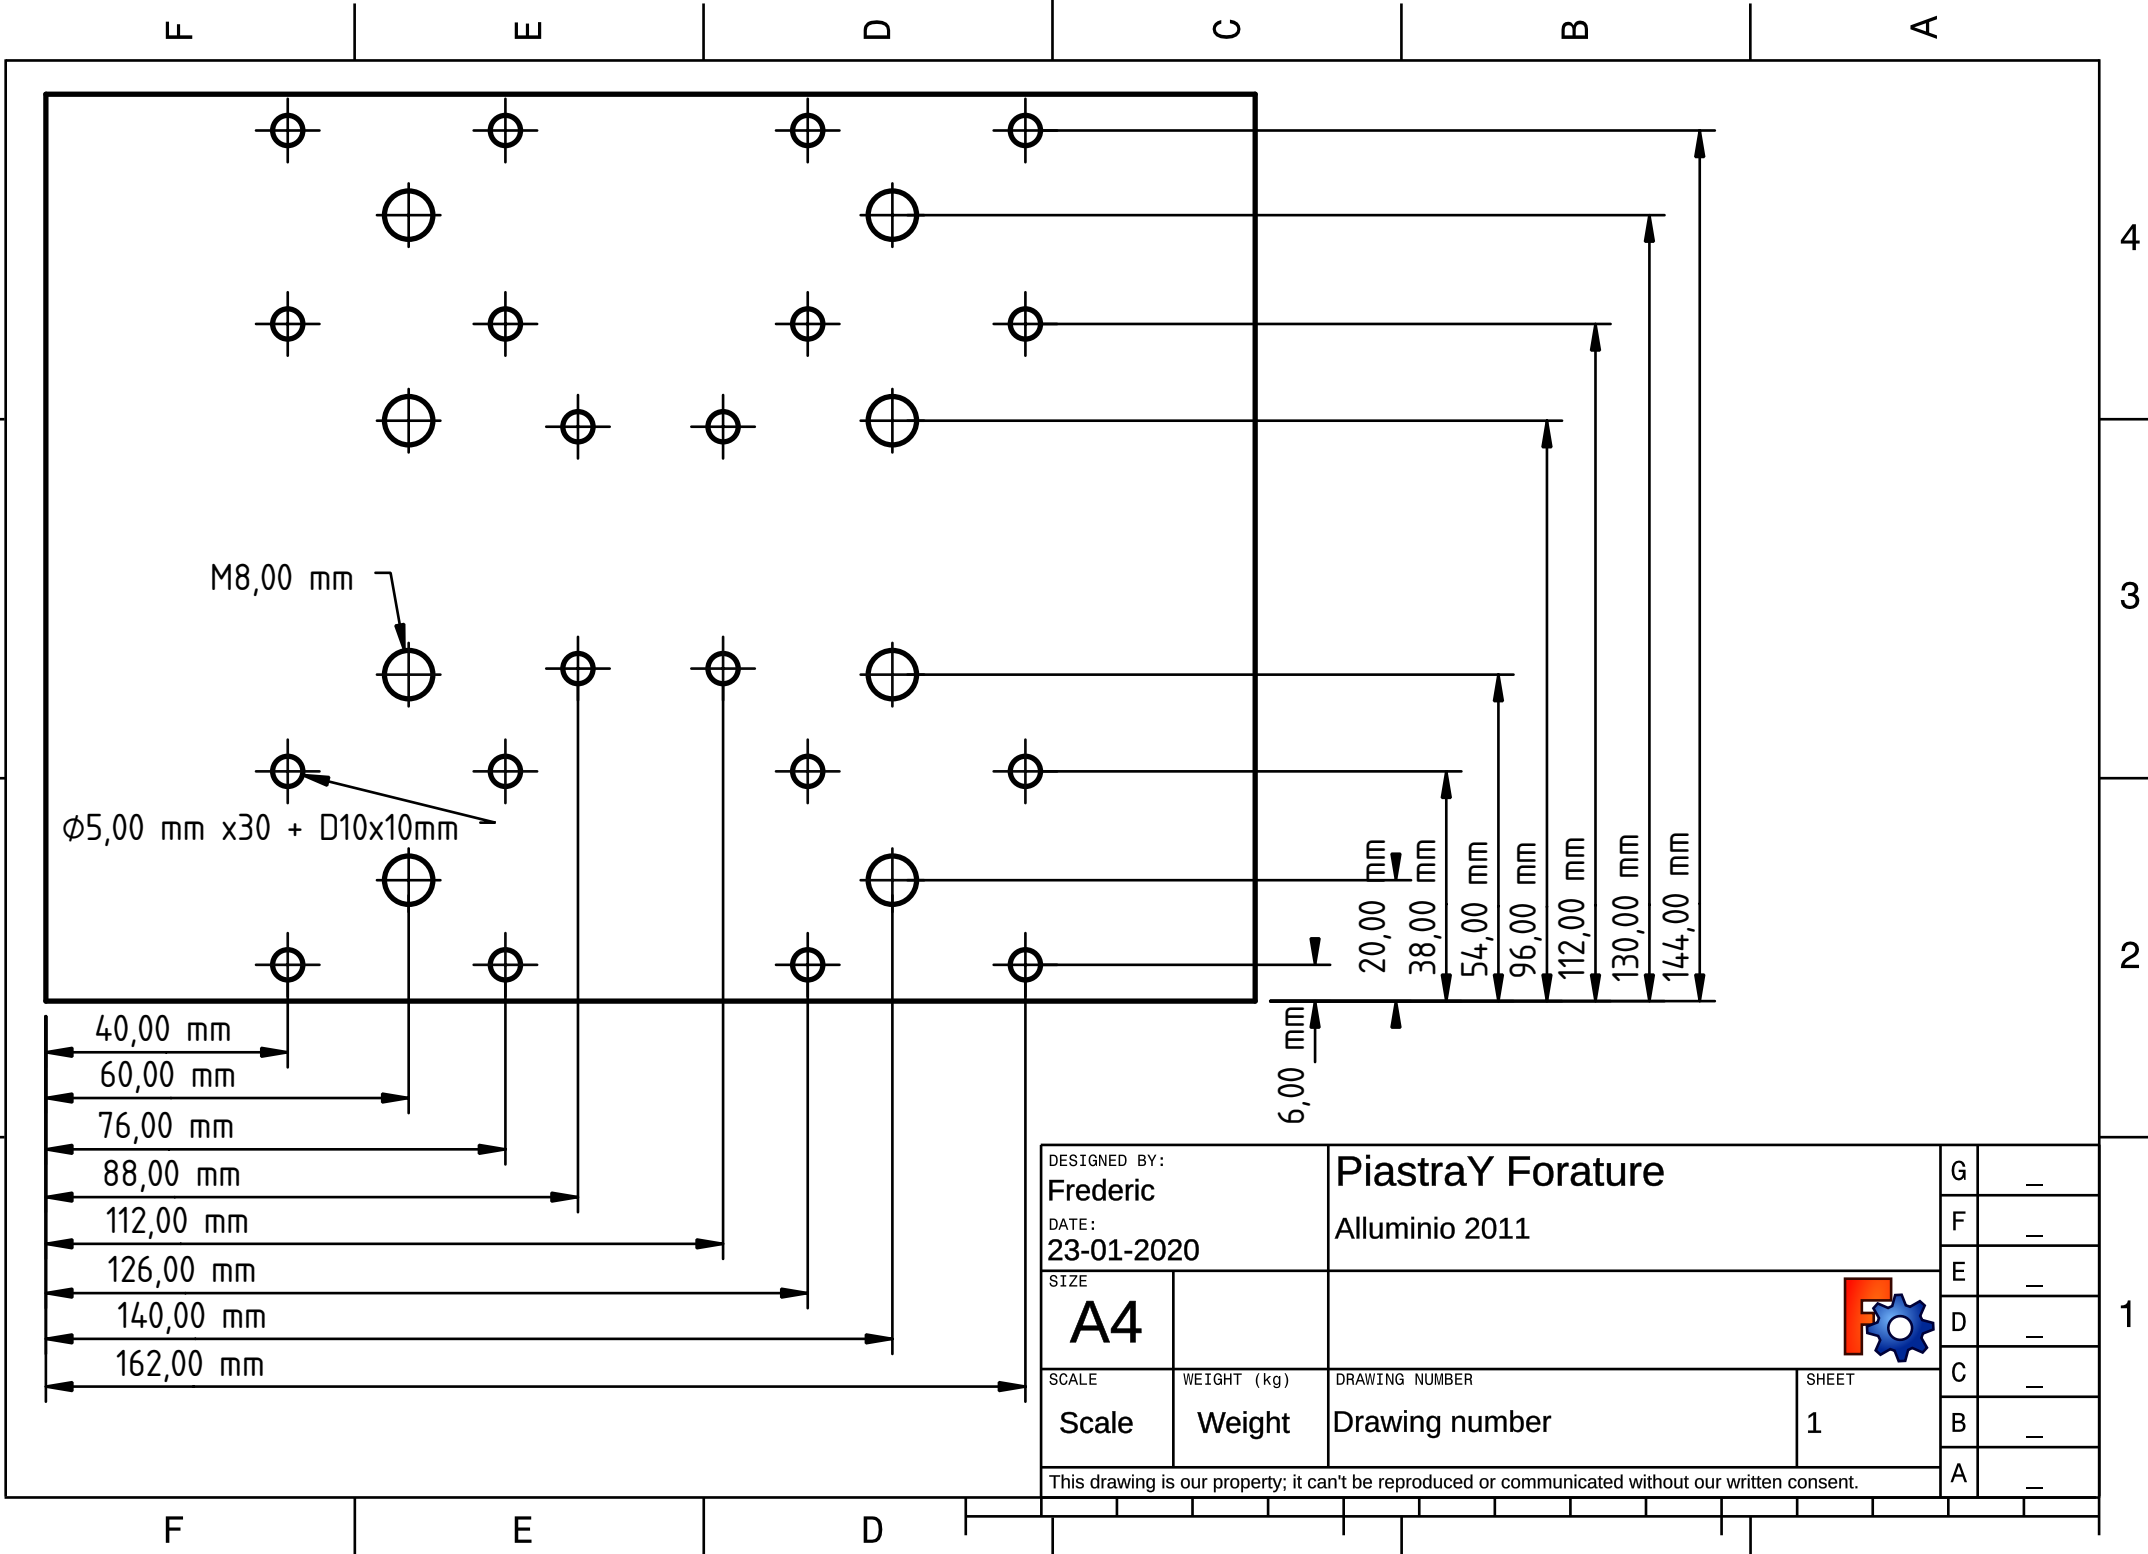 F
E
D
C
B
A
4
3
2
1
M8,00 mm
Ø5,00 mm x30 + D10x10mm
20,00 mm
38,00 mm
54,00 mm
96,00 mm
112,00 mm
130,00 mm
144,00 mm
6,00 mm
40,00 mm
60,00 mm
76,00 mm
88,00 mm
112,00 mm
126,00 mm
140,00 mm
162,00 mm
DESIGNED BY:
Frederic
DATE:
23-01-2020
PiastraY Forature
Alluminio 2011
SIZE
A4
SCALE
Scale
WEIGHT (kg)
Weight
DRAWING NUMBER
Drawing number
SHEET
1
This drawing is our property; it can't be reproduced or communicated without our written consent.
G _
F _
E _
D _
C _
B _
A _
F
E
D